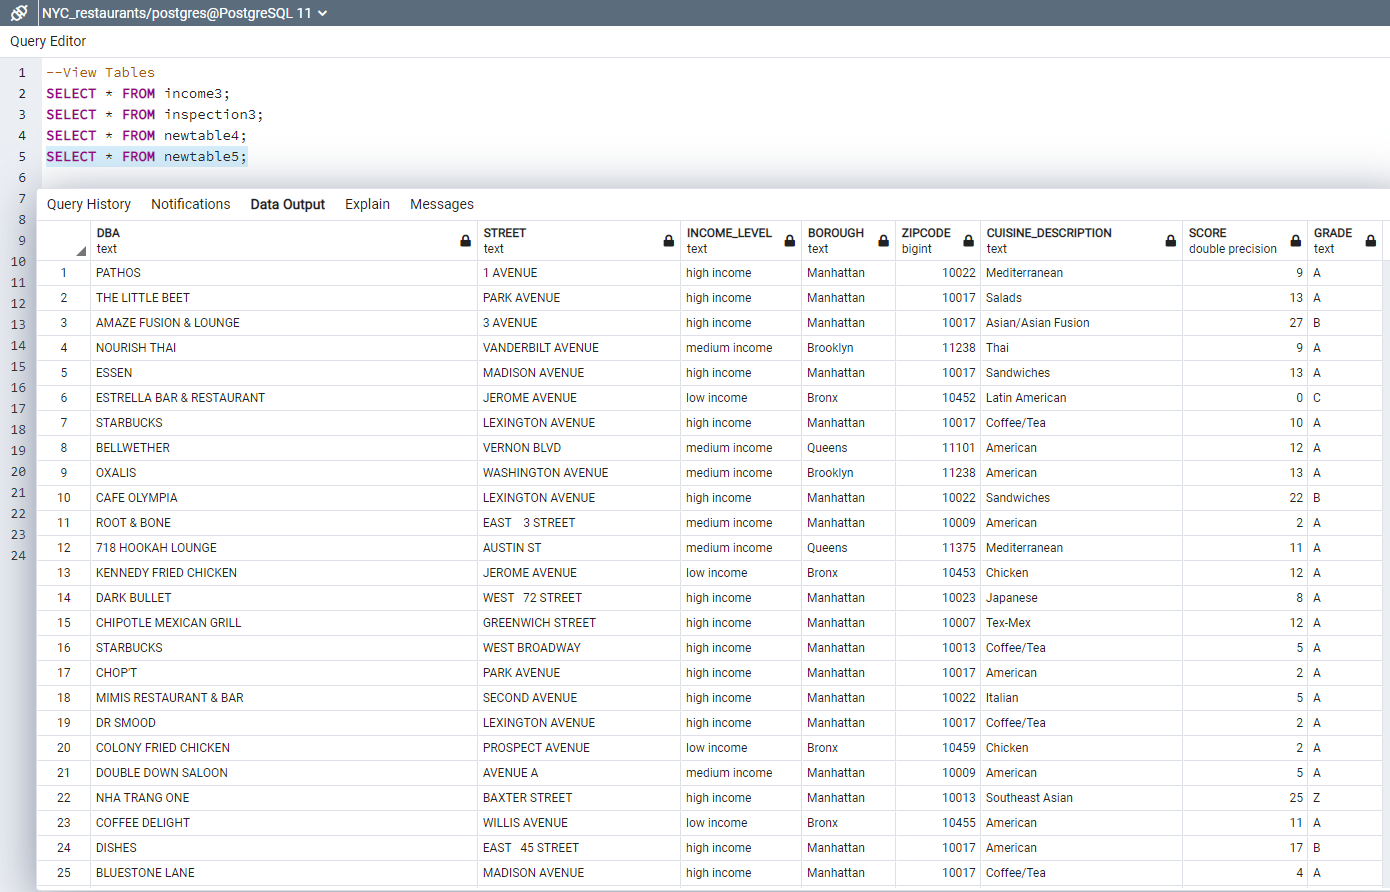 NYC_restaurants/postgres@PostgreSQL 11
Query Editor
1 --View Tables
2 SELECT * FROM income3;
3 SELECT * FROM inspection3;
4 SELECT * FROM newtable4;
5 SELECT * FROM newtable5;
6
7
8
9
10
11
12
13
14
15
16
17
18
19
20
21
22
23
24
Query History Notifications Data Output Explain Messages
DBA STREET INCOME_LEVEL BOROUGH ZIPCODE CUISINE_DESCRIPTION SCORE GRADE
text text text text bigint text double precision text
1 PATHOS 1 AVENUE high income Manhattan 10022 Mediterranean 9 A
2 THE LITTLE BEET PARK AVENUE high income Manhattan 10017 Salads 13 A
3 AMAZE FUSION & LOUNGE 3 AVENUE high income Manhattan 10017 Asian/Asian Fusion 27 B
4 NOURISH THAI VANDERBILT AVENUE medium income Brooklyn 11238 Thai 9 A
5 ESSEN MADISON AVENUE high income Manhattan 10017 Sandwiches 13 A
6 ESTRELLA BAR & RESTAURANT JEROME AVENUE low income Bronx 10452 Latin American 0 C
7 STARBUCKS LEXINGTON AVENUE high income Manhattan 10017 Coffee/Tea 10 A
8 BELLWETHER VERNON BLVD medium income Queens 11101 American 12 A
9 OXALIS WASHINGTON AVENUE medium income Brooklyn 11238 American 13 A
10 CAFE OLYMPIA LEXINGTON AVENUE high income Manhattan 10022 Sandwiches 22 B
11 ROOT & BONE EAST 3 STREET medium income Manhattan 10009 American 2 A
12 718 HOOKAH LOUNGE AUSTIN ST medium income Queens 11375 Mediterranean 11 A
13 KENNEDY FRIED CHICKEN JEROME AVENUE low income Bronx 10453 Chicken 12 A
14 DARK BULLET WEST 72 STREET high income Manhattan 10023 Japanese 8 A
15 CHIPOTLE MEXICAN GRILL GREENWICH STREET high income Manhattan 10007 Tex-Mex 12 A
16 STARBUCKS WEST BROADWAY high income Manhattan 10013 Coffee/Tea 5 A
17 CHOP'T PARK AVENUE high income Manhattan 10017 American 2 A
18 MIMIS RESTAURANT & BAR SECOND AVENUE high income Manhattan 10022 Italian 5 A
19 DR SMOOD LEXINGTON AVENUE high income Manhattan 10017 Coffee/Tea 2 A
20 COLONY FRIED CHICKEN PROSPECT AVENUE low income Bronx 10459 Chicken 2 A
21 DOUBLE DOWN SALOON AVENUE A medium income Manhattan 10009 American 5 A
22 NHA TRANG ONE BAXTER STREET high income Manhattan 10013 Southeast Asian 25 Z
23 COFFEE DELIGHT WILLIS AVENUE low income Bronx 10455 American 11 A
24 DISHES EAST 45 STREET high income Manhattan 10017 American 17 B
25 BLUESTONE LANE MADISON AVENUE high income Manhattan 10017 Coffee/Tea 4 A